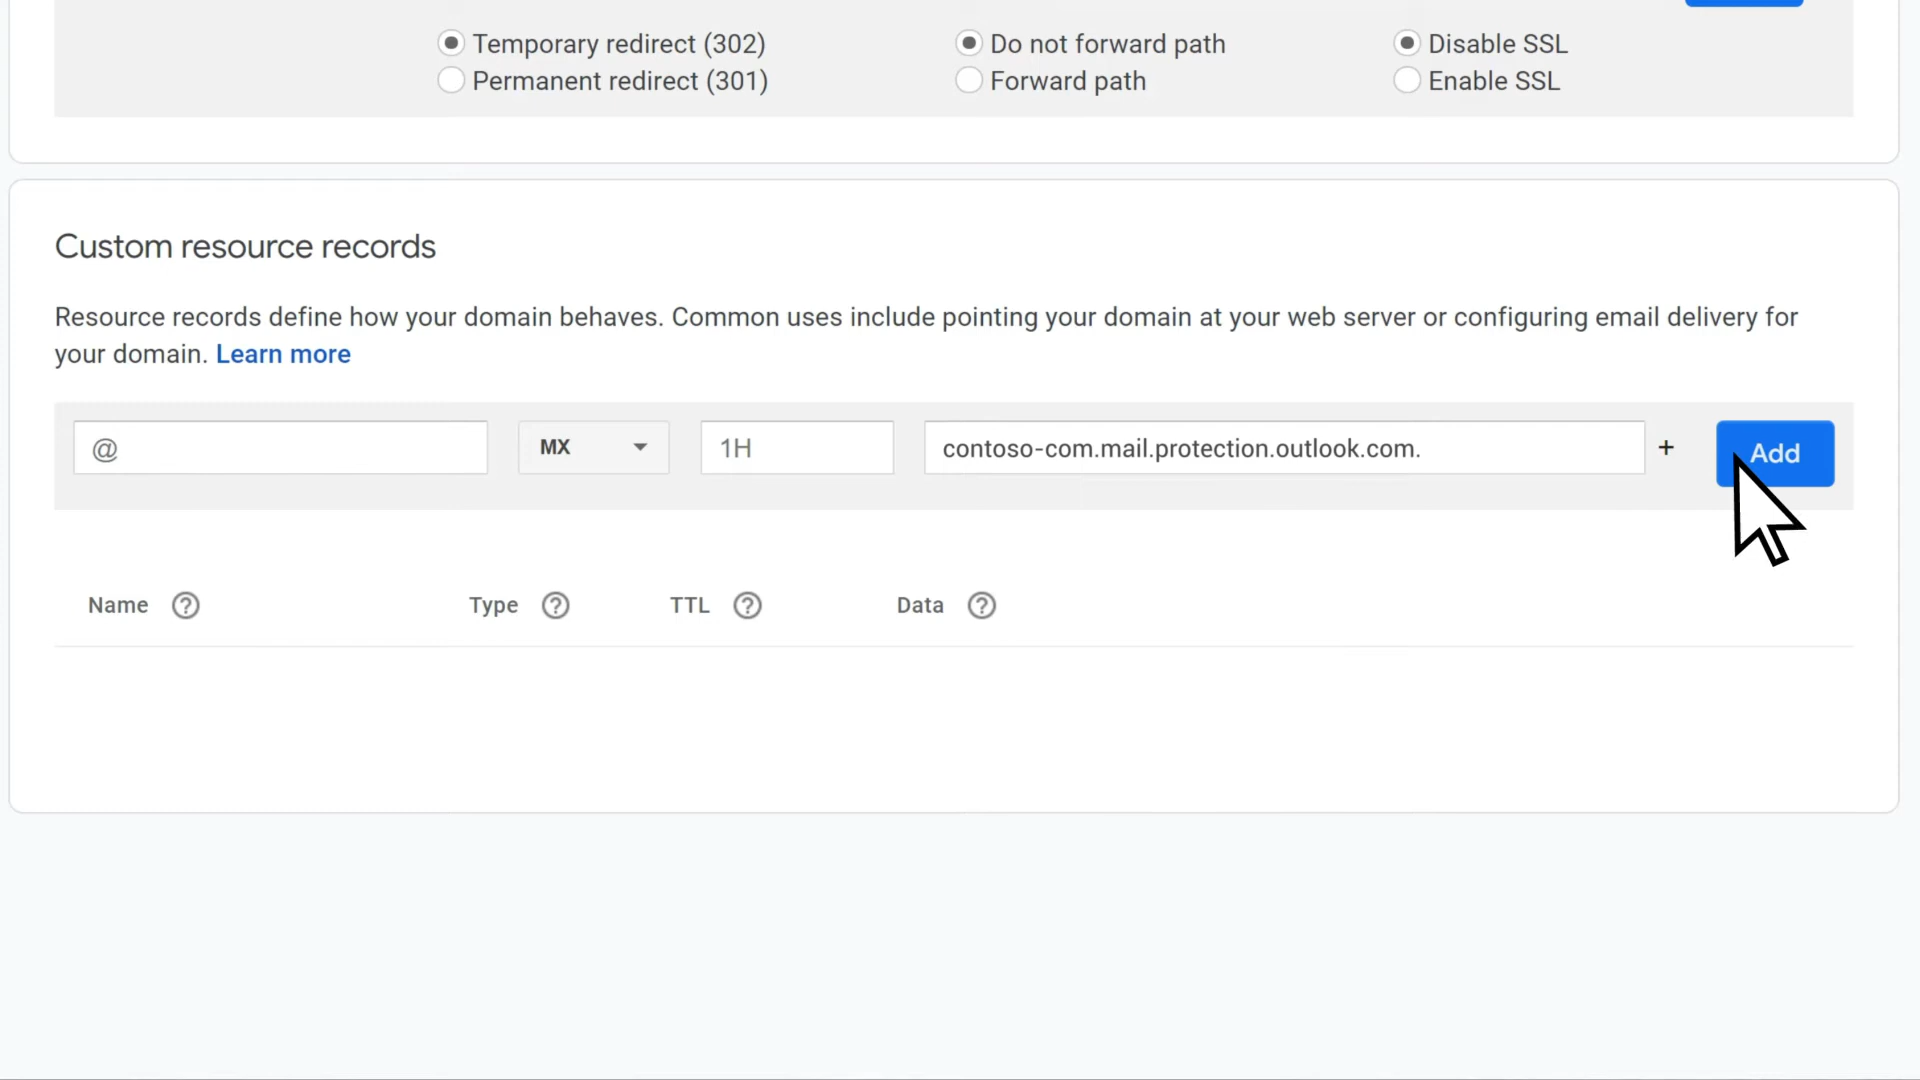 Temporary redirect (302) Do not forward path Disable SSL
Permanent redirect (301) Forward path Enable SSL
Custom resource records
Resource records define how your domain behaves. Common uses include pointing your domain at your web server or configuring email delivery for
your domain. Learn more
@ MX 1H contoso-com.mail.protection.outlook.com. + Add
Name ? Type ? TTL ? Data ?